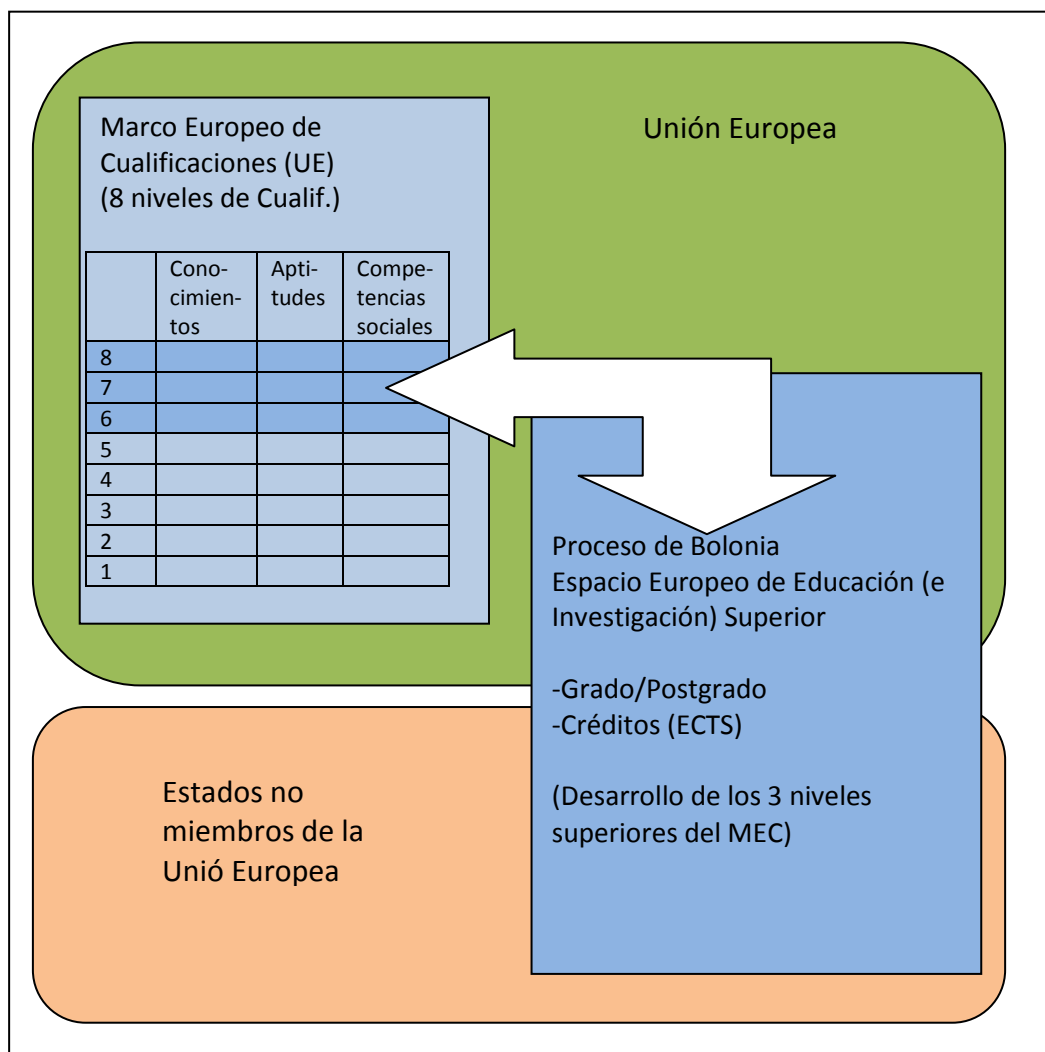 Marco Europeo de
Cualificaciones (UE)
(8 niveles de Cualif.)
Unión Europea
Cono-
cimien-
tos
Apti-
tudes
Compe-
tencias
sociales
8
7
6
5
4
3
2
1
Proceso de Bolonia
Espacio Europeo de Educación (e
Investigación) Superior
-Grado/Postgrado
-Créditos (ECTS)
(Desarrollo de los 3 niveles
superiores del MEC)
Estados no
miembros de la
Unió Europea